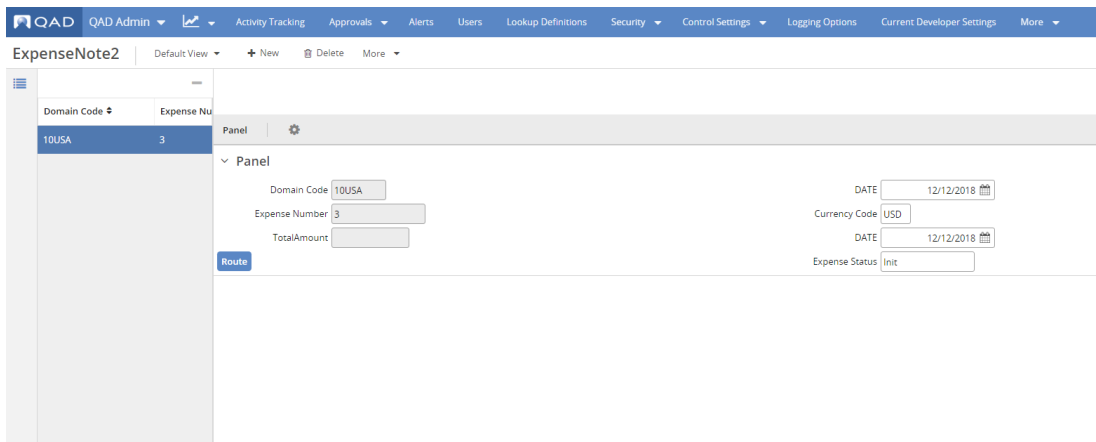 QAD QAD Admin Activity Tracking Approvals Alerts Users Lookup Definitions Security Control Settings Logging Options Current Developer Settings More
ExpenseNote2 Default View + New Delete More
Domain Code Expense Nu
10USA 3
Panel
Panel
Domain Code 10USA DATE 12/12/2018
Expense Number 3 Currency Code USD
TotalAmount DATE 12/12/2018
Route Expense Status Init